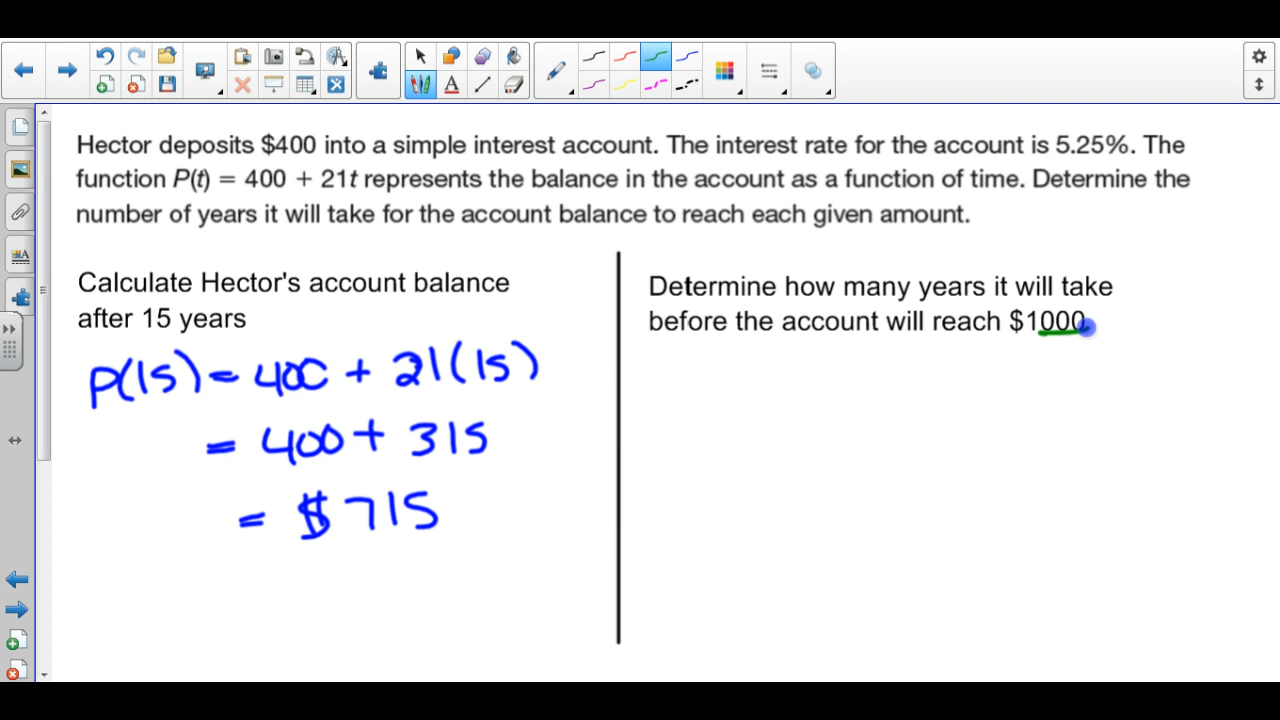 Hector deposits $400 into a simple interest account. The interest rate for the account is 5.25%. The
function P(t) = 400 + 21t represents the balance in the account as a function of time. Determine the
number of years it will take for the account balance to reach each given amount.
Calculate Hector's account balance
after 15 years
P(15) = 400 + 21(15)
= 400 + 315
= $715
Determine how many years it will take
before the account will reach $1000.